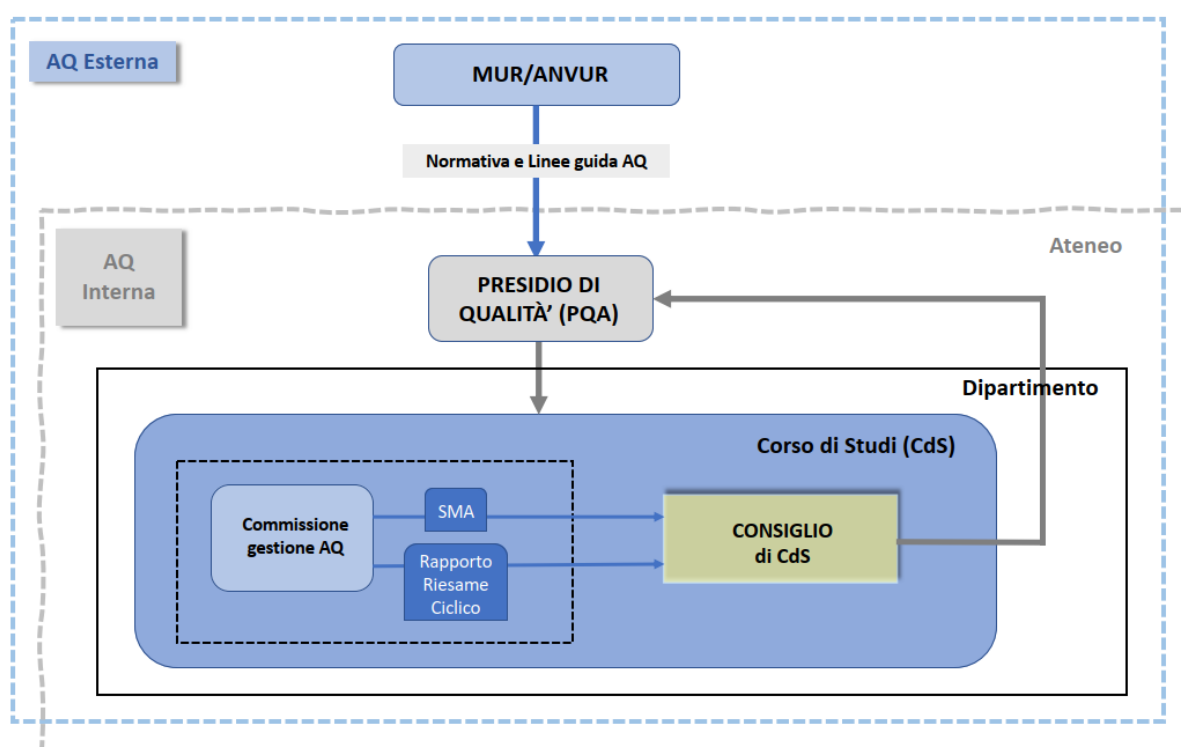 AQ Esterna
MUR/ANVUR
Normativa e Linee guida AQ
AQ
Interna
Ateneo
PRESIDIO DI
QUALITÀ’ (PQA)
Dipartimento
Corso di Studi (CdS)
Commissione
gestione AQ
SMA
Rapporto
Riesame
Ciclico
CONSIGLIO
di CdS